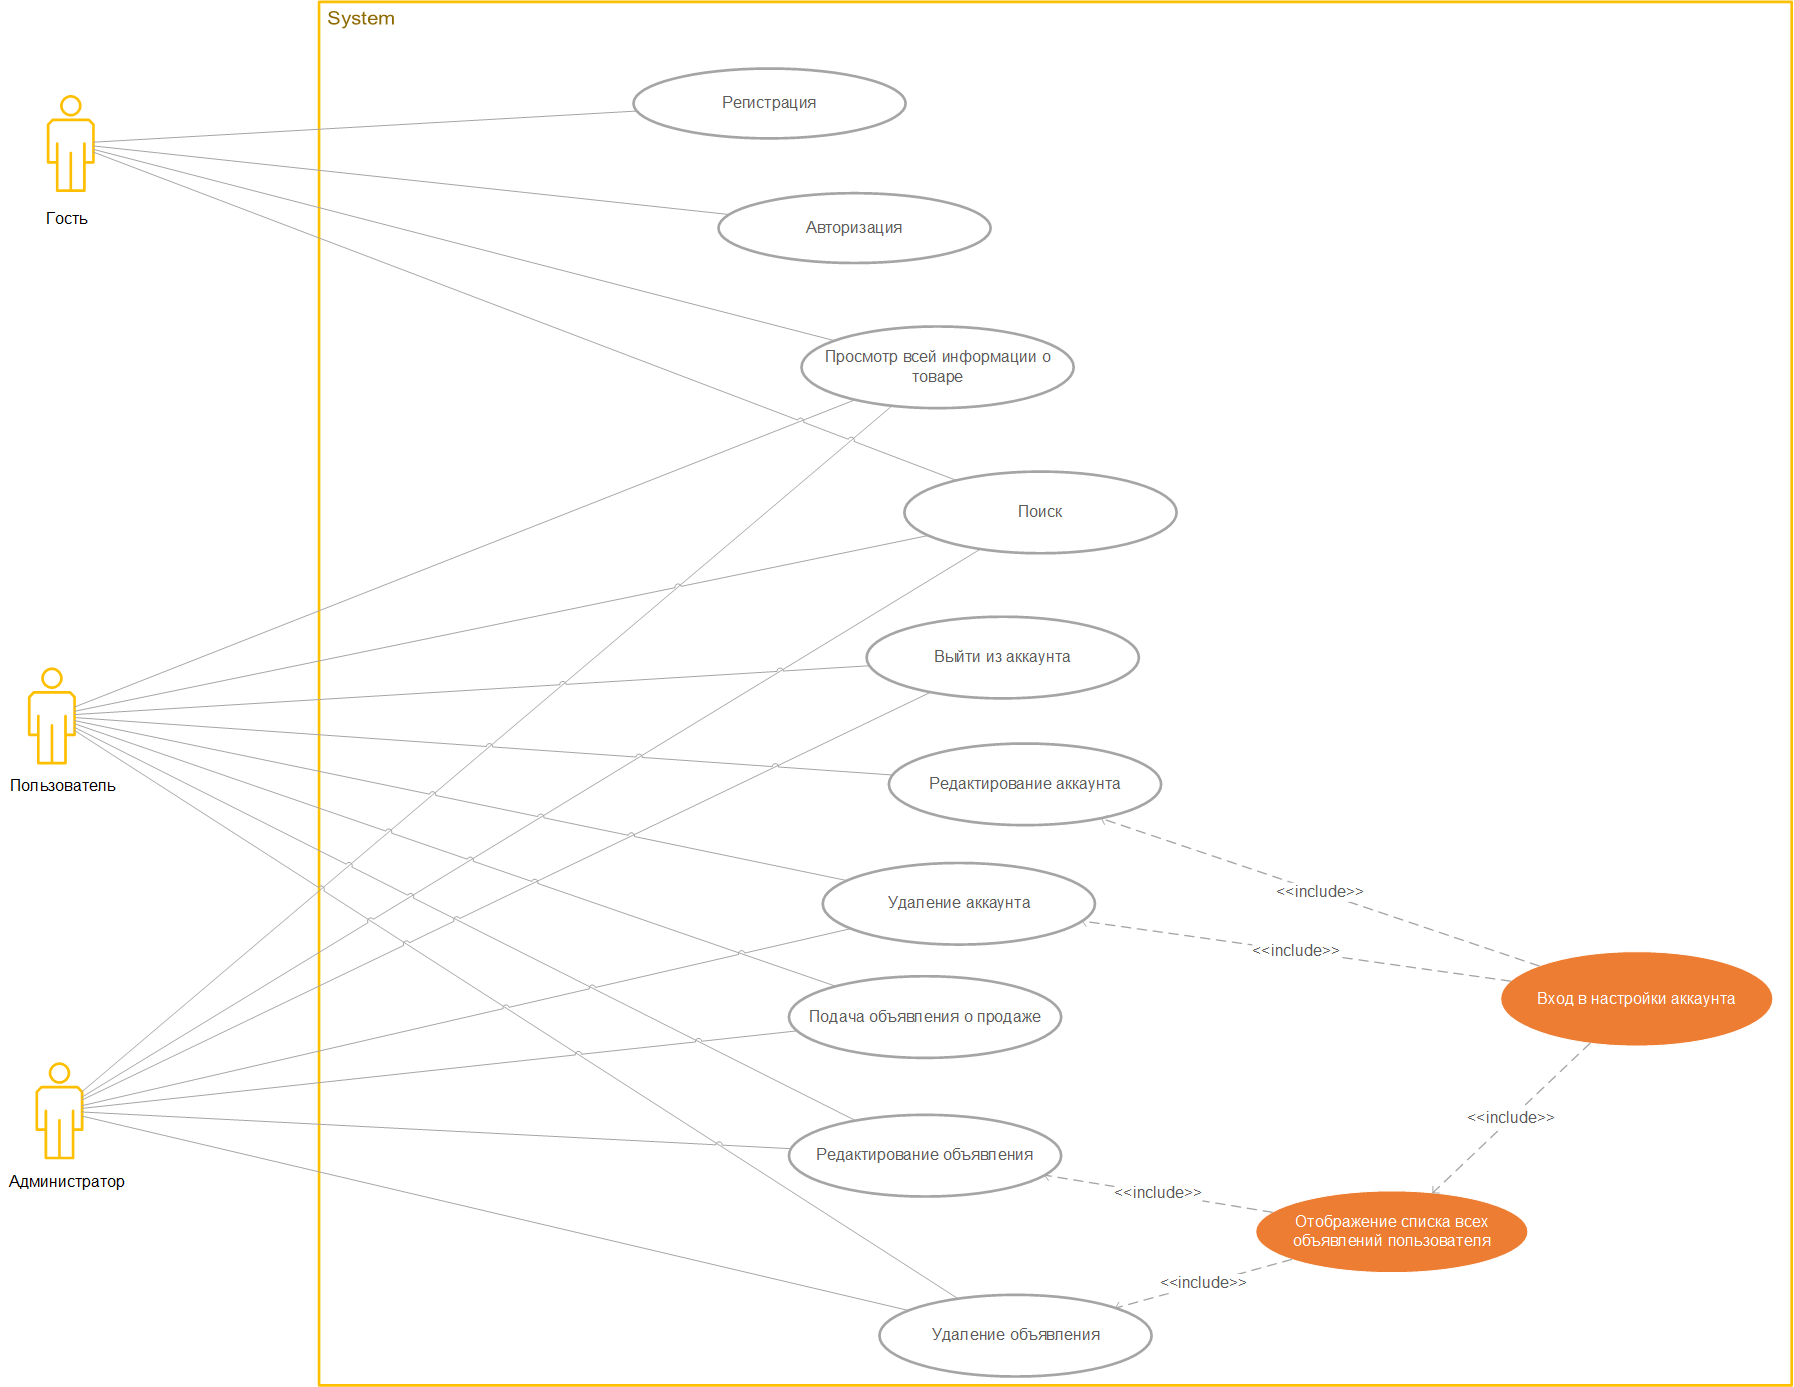 System
Регистрация
Гость
Авторизация
Просмотр всей информации о
товаре
Поиск
Выйти из аккаунта
Пользователь
Редактирование аккаунта
<<include>>
Удаление аккаунта
<<include>>
Вход в настройки аккаунта
Подача объявления о продаже
<<include>>
Редактирование объявления
Администратор
<<include>>
Отображение списка всех
объявлений пользователя
<<include>>
Удаление объявления